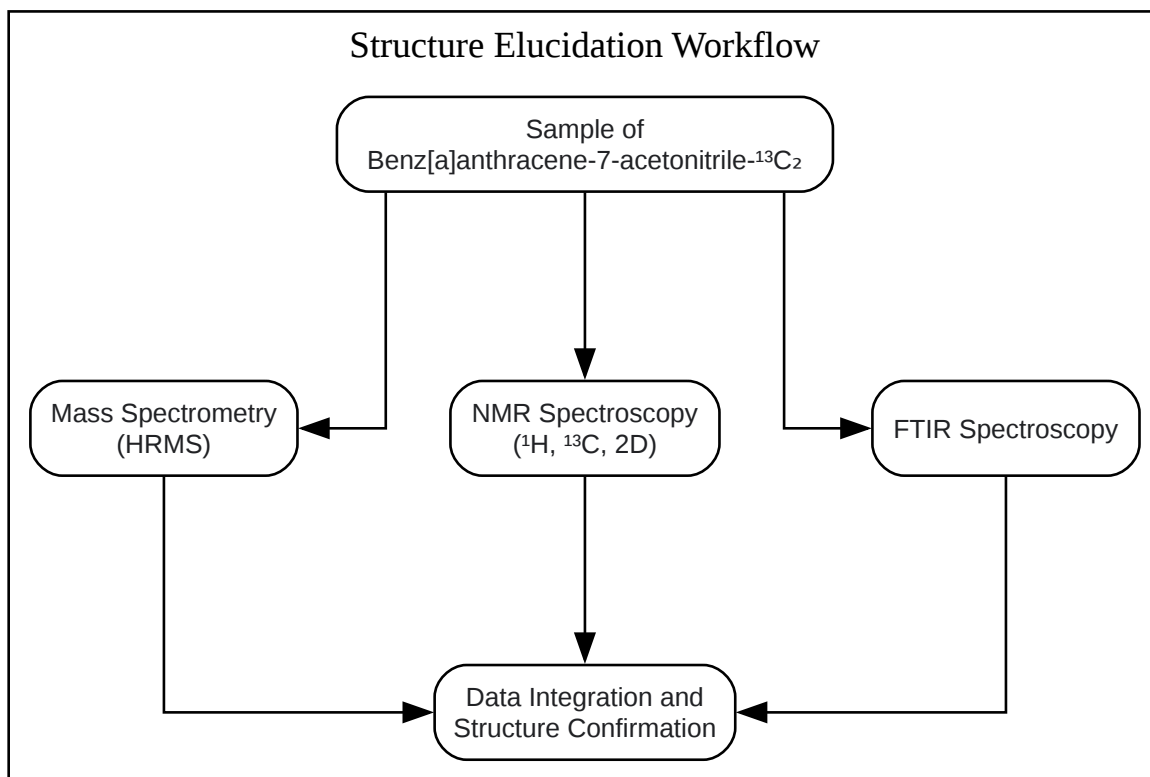 Structure Elucidation Workflow
Sample of
Benz[a]anthracene-7-acetonitrile-¹³C₂
Mass Spectrometry
(HRMS)
NMR Spectroscopy
(¹H, ¹³C, 2D)
FTIR Spectroscopy
Data Integration and
Structure Confirmation